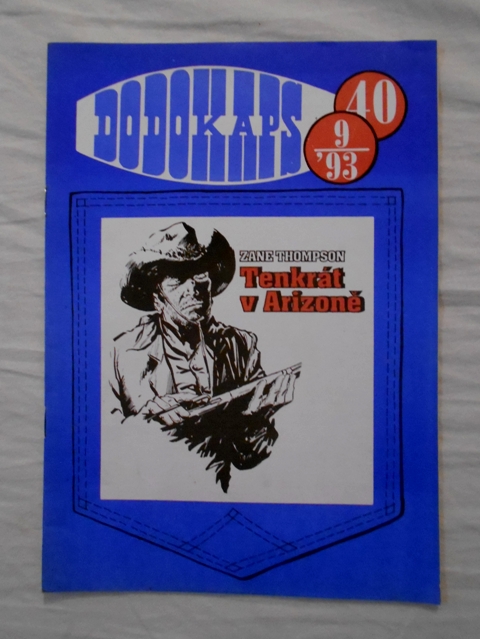 DODOKAPS
40
9
'93
ZANE THOMPSON
Tenkrát
v Arizoně